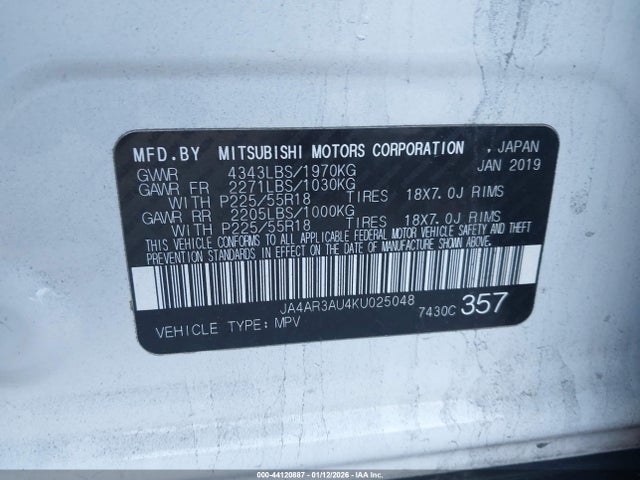 MFD.BY MITSUBISHI MOTORS CORPORATION . JAPAN
GVWR 4343LBS/1970KG JAN 2019
GAWR FR 2271LBS/1030KG
WITH P225/55R18 TIRES 18X7.0J RIMS
GAWR RR 2205LBS/1000KG
WITH P225/55R18 TIRES 18X7.0J RIMS
THIS VEHICLE CONFORMS TO ALL APPLICABLE FEDERAL MOTOR VEHICLE SAFETY AND THEFT
PREVENTION STANDARDS IN EFFECT ON THE DATE OF MANUFACTURE SHOWN ABOVE.
JA4AR3AU4KU025048
VEHICLE TYPE: MPV 7430C 357
000-44120887 - 01/12/2026 - IAA Corp.